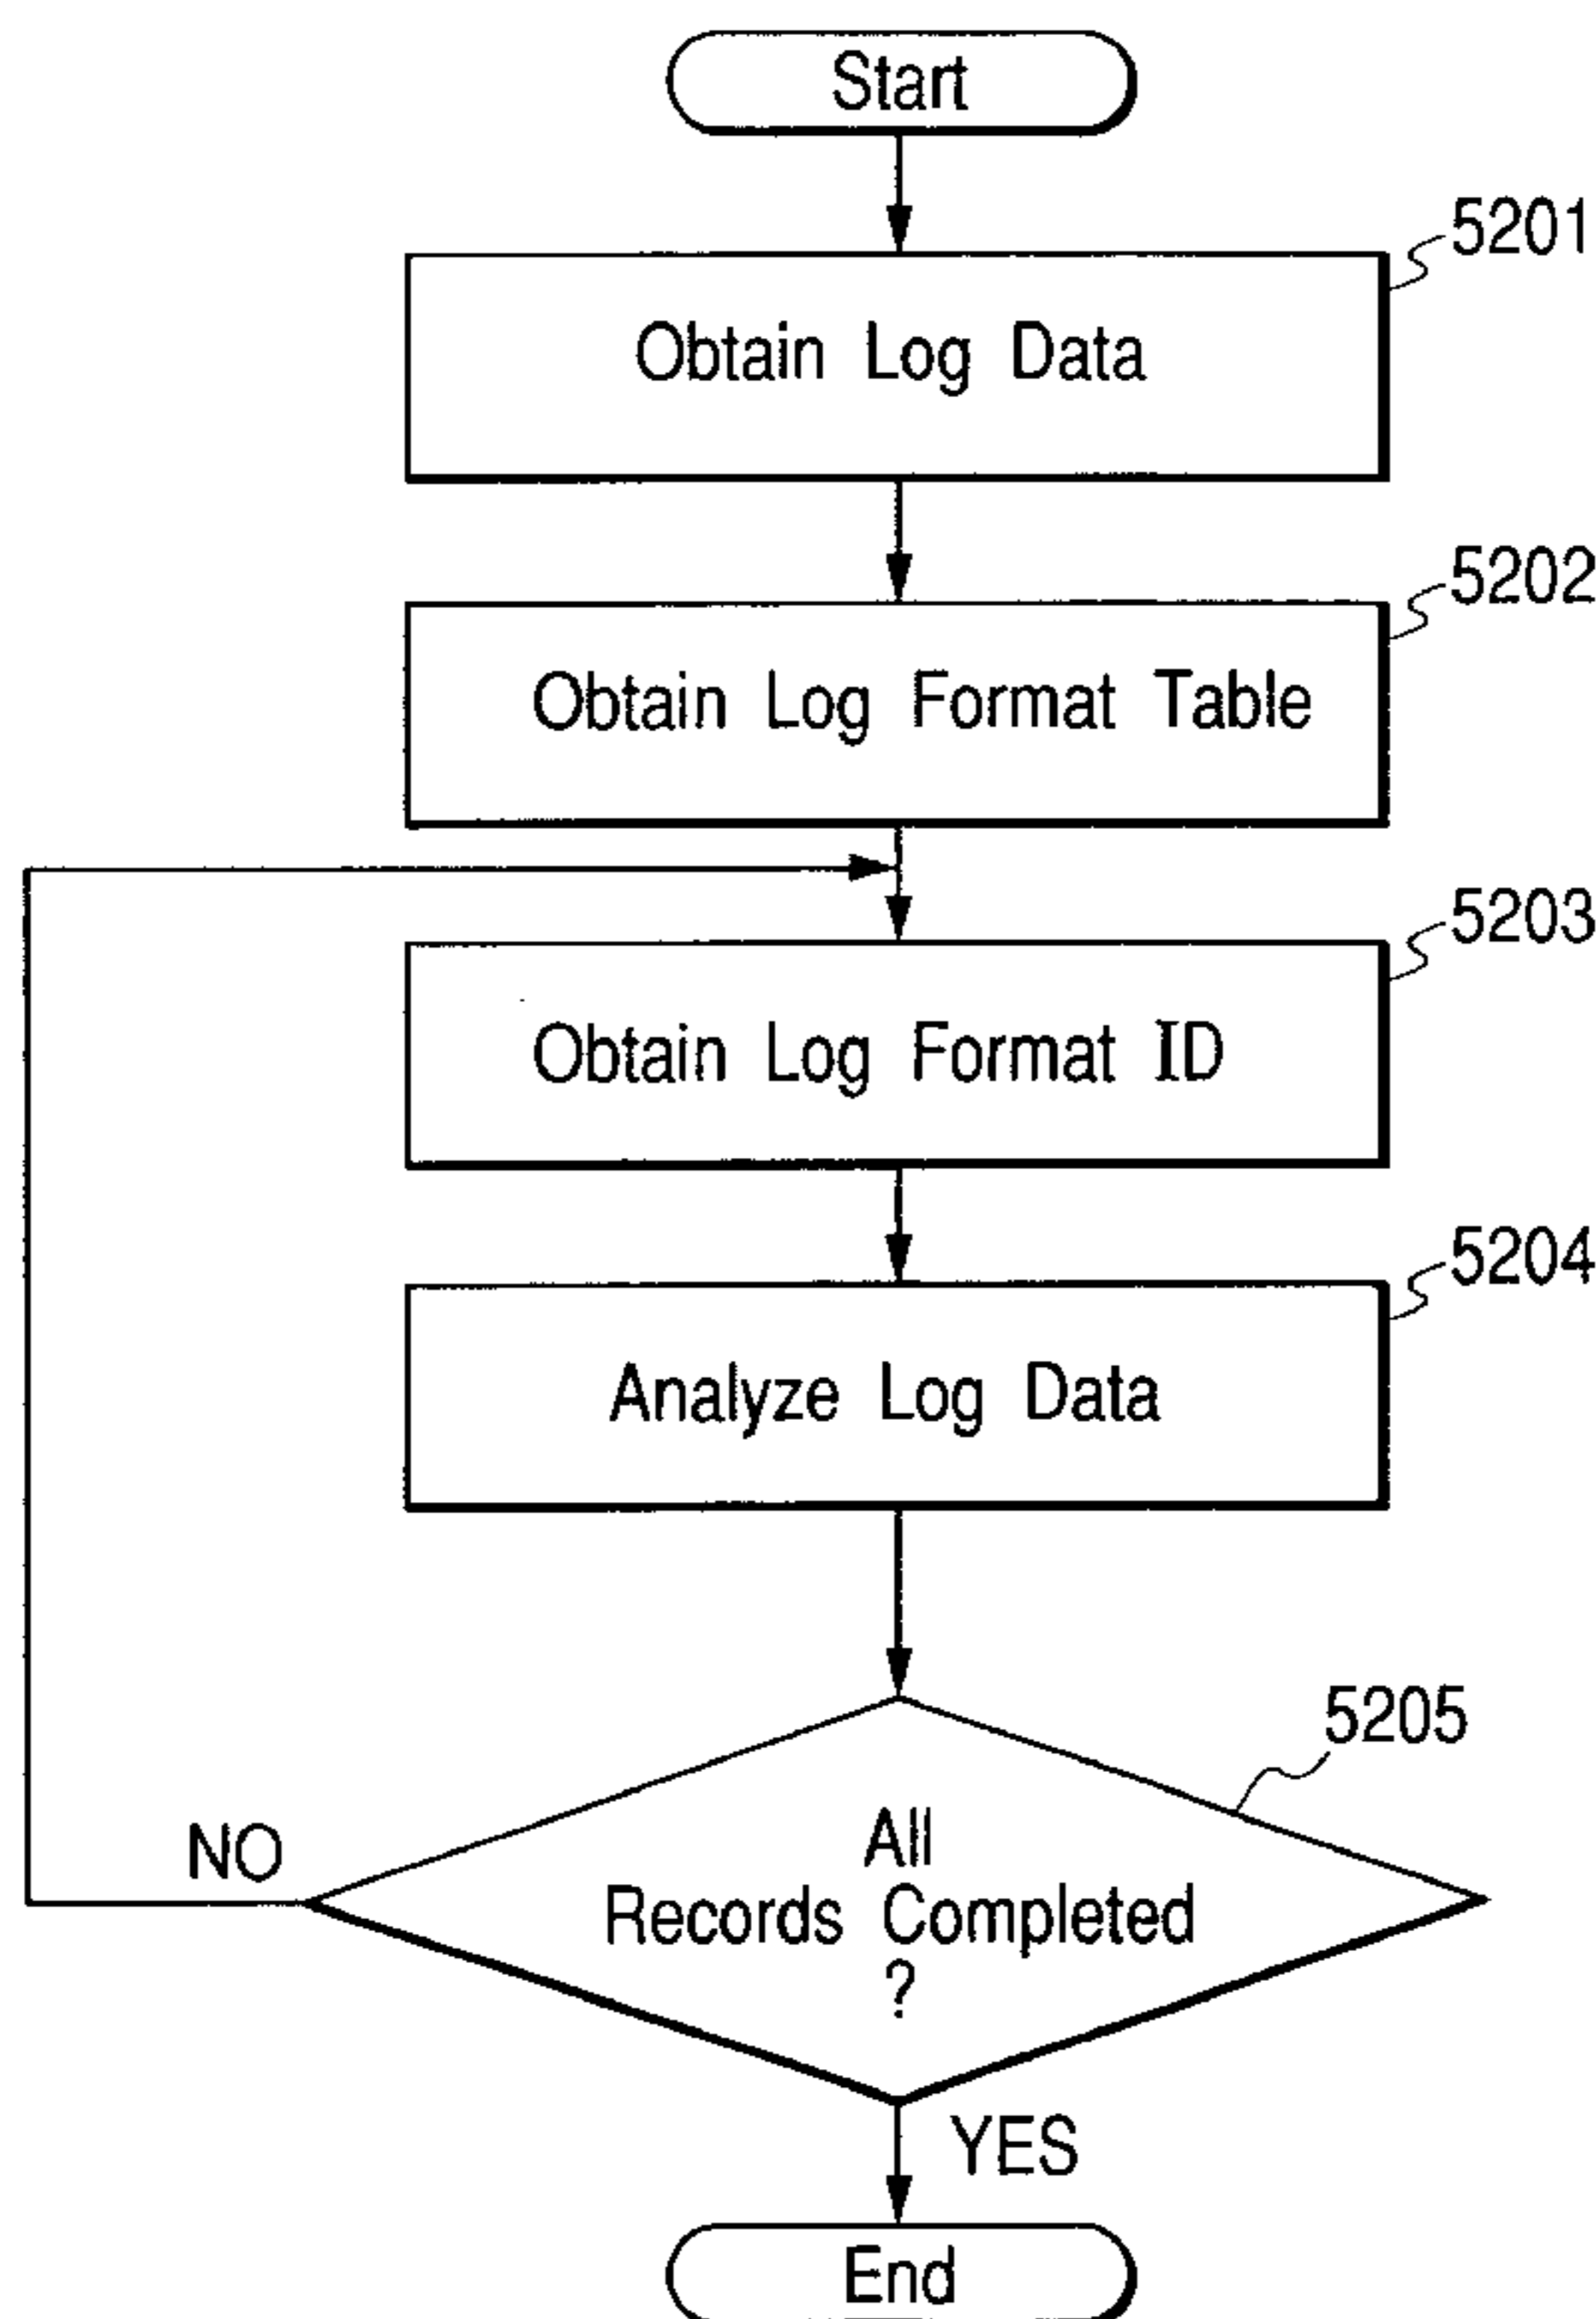 Start
5201
Obtain Log Data
5202
Obtain Log Format Table
5203
Obtain Log Format ID
5204
Analyze Log Data
5205
All
Records Completed
?
NO
YES
End